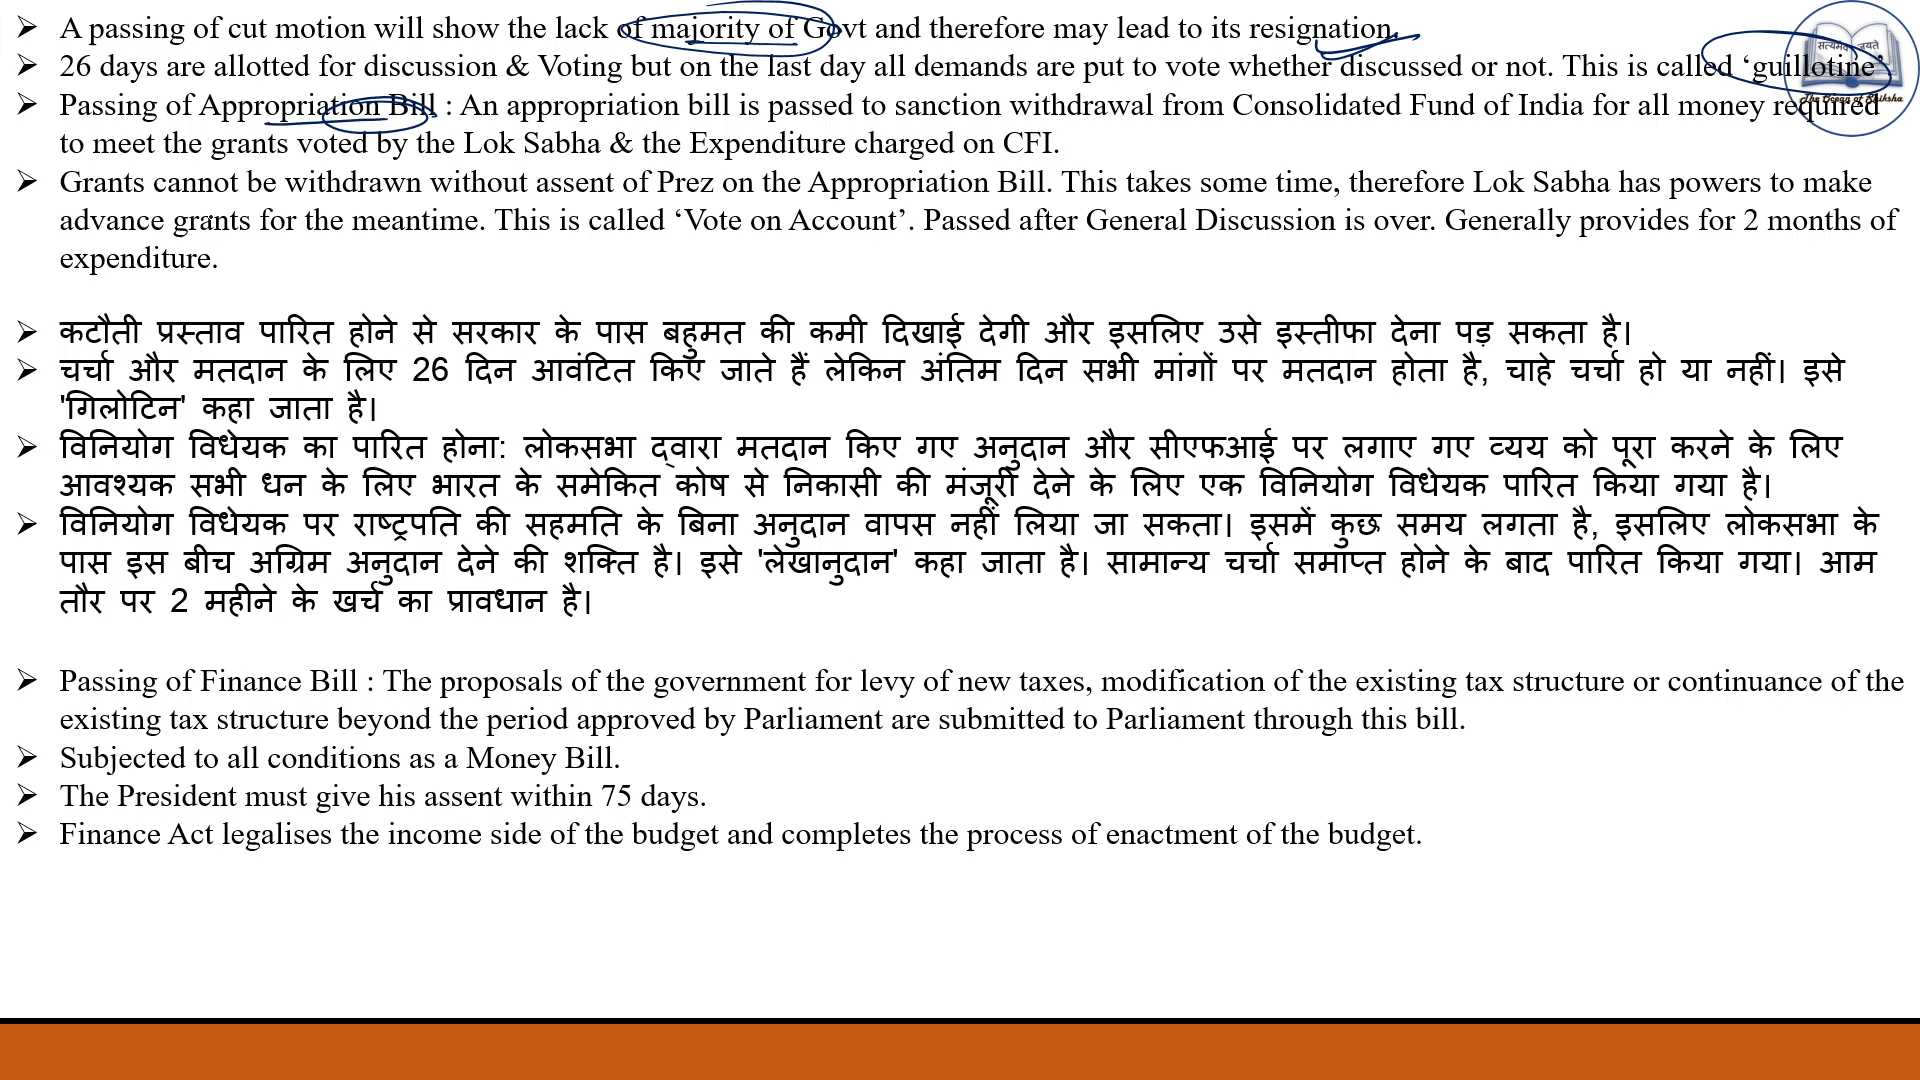 ➢ A passing of cut motion will show the lack of majority of Govt and therefore may lead to its resignation.
➢ 26 days are allotted for discussion & Voting but on the last day all demands are put to vote whether discussed or not. This is called ‘guillotine’
➢ Passing of Appropriation Bill : An appropriation bill is passed to sanction withdrawal from Consolidated Fund of India for all money required
to meet the grants voted by the Lok Sabha & the Expenditure charged on CFI.
➢ Grants cannot be withdrawn without assent of Prez on the Appropriation Bill. This takes some time, therefore Lok Sabha has powers to make
advance grants for the meantime. This is called ‘Vote on Account’. Passed after General Discussion is over. Generally provides for 2 months of
expenditure.
➢ कटौती प्रस्ताव पारित होने से सरकार के पास बहुमत की कमी दिखाई देगी और इसलिए उसे इस्तीफा देना पड़ सकता है।
➢ चर्चा और मतदान के लिए 26 दिन आवंटित किए जाते हैं लेकिन अंतिम दिन सभी मांगों पर मतदान होता है, चाहे चर्चा हो या नहीं। इसे
'गिलोटिन' कहा जाता है।
➢ विनियोग विधेयक का पारित होना: लोकसभा द्वारा मतदान किए गए अनुदान और सीएफआई पर लगाए गए व्यय को पूरा करने के लिए
आवश्यक सभी धन के लिए भारत के समेकित कोष से निकासी की मंजूरी देने के लिए एक विनियोग विधेयक पारित किया गया है।
➢ विनियोग विधेयक पर राष्ट्रपति की सहमति के बिना अनुदान वापस नहीं लिया जा सकता। इसमें कुछ समय लगता है, इसलिए लोकसभा के
पास इस बीच अग्रिम अनुदान देने की शक्ति है। इसे 'लेखानुदान' कहा जाता है। सामान्य चर्चा समाप्त होने के बाद पारित किया गया। आम
तौर पर 2 महीने के खर्च का प्रावधान है।
➢ Passing of Finance Bill : The proposals of the government for levy of new taxes, modification of the existing tax structure or continuance of the
existing tax structure beyond the period approved by Parliament are submitted to Parliament through this bill.
➢ Subjected to all conditions as a Money Bill.
➢ The President must give his assent within 75 days.
➢ Finance Act legalises the income side of the budget and completes the process of enactment of the budget.
सत्यमेव जयते
The Ocean of Shiksha